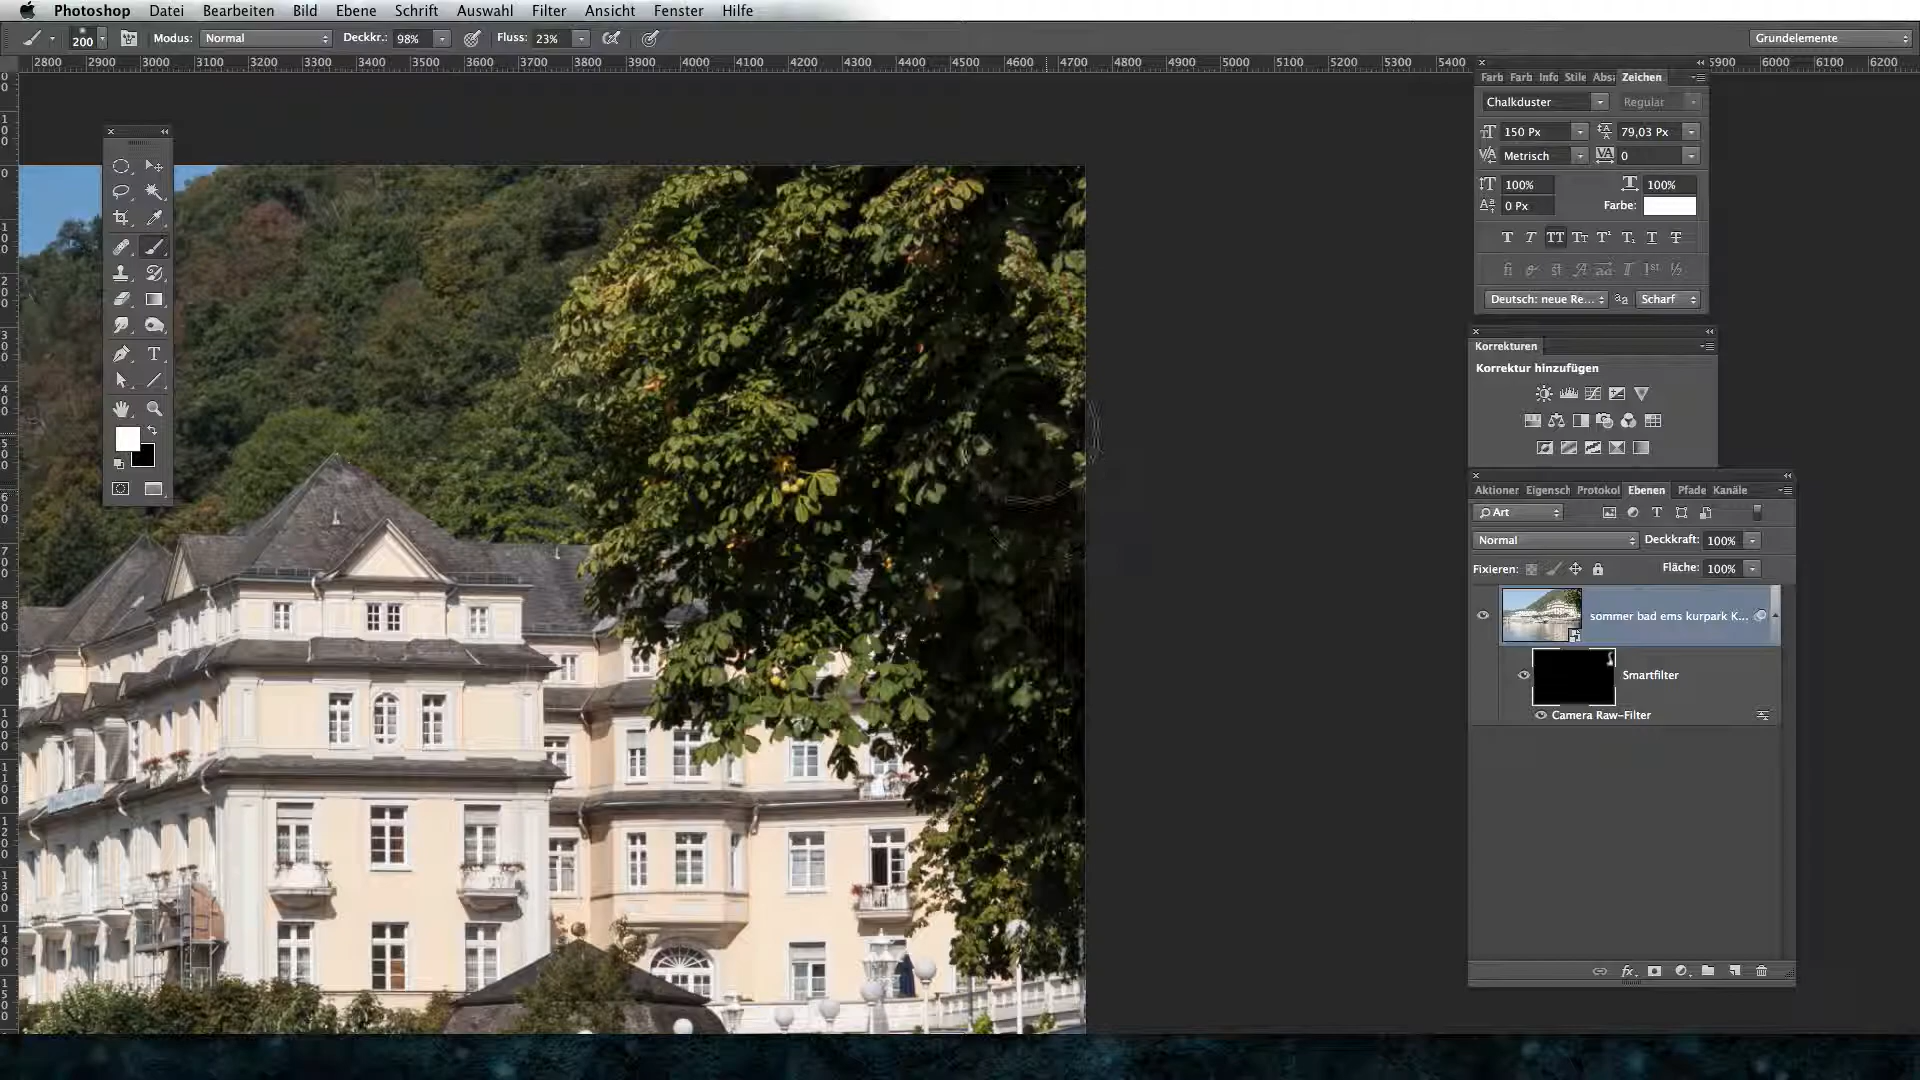 Photoshop Datei Bearbeiten Bild Ebene Schrift Auswahl Filter Ansicht Fenster Hilfe
200 Modus: Normal Deckkr.: 98% Fluss: 23% Grundelemente
2800 2900 3000 3100 3200 3300 3400 3500 3600 3700 3800 3900 4000 4100 4200 4300 4400 4500 4600 4700 4800 4900 5000 5100 5200 5300 5400 5900 6000 6100 6200
Farb Farb Info Stile Abs Zeichen
Chalkduster Regular
150 Px 79,03 Px
Metrisch 0
100% 100%
0 Px Farbe:
Deutsch: neue Re... Scharf
Korrekturen
Korrektur hinzufügen
Aktioner Eigensch Protokol Ebenen Pfade Kanäle
Art
Normal Deckkraft: 100%
Fixieren: Fläche: 100%
sommer bad ems kurpark K...
Smartfilter
Camera Raw-Filter